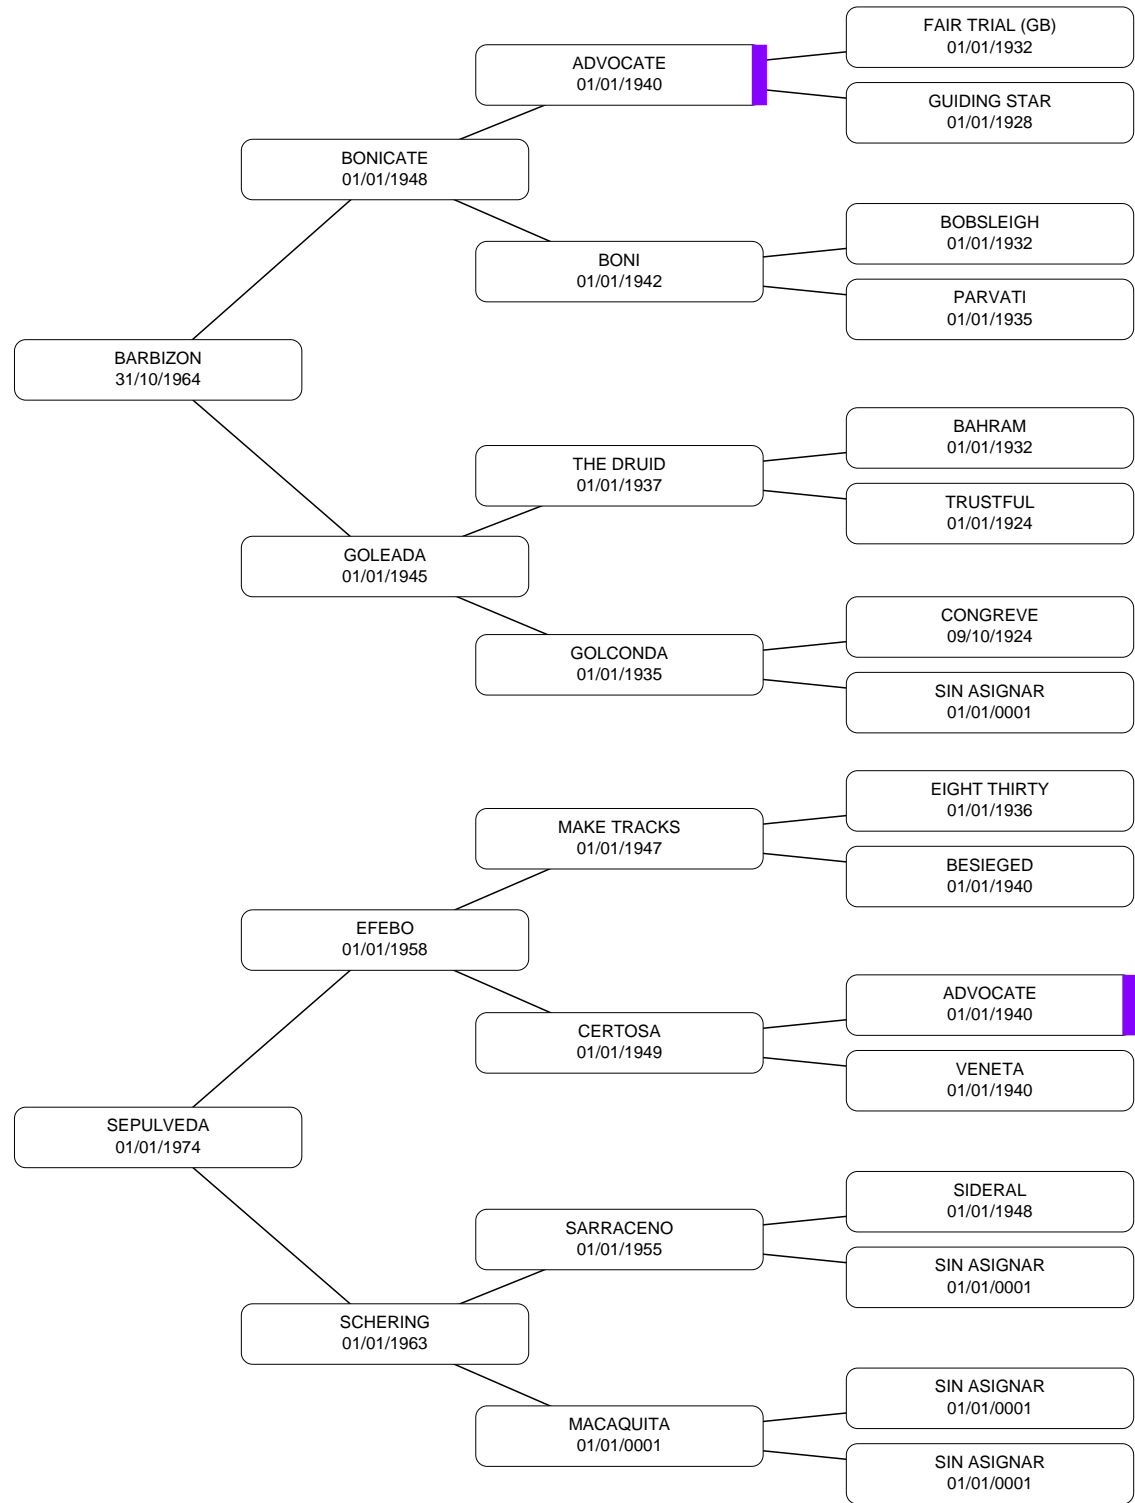 FAIR TRIAL (GB)
01/01/1932
ADVOCATE
01/01/1940
GUIDING STAR
01/01/1928
BONICATE
01/01/1948
BOBSLEIGH
01/01/1932
BONI
01/01/1942
PARVATI
01/01/1935
BARBIZON
31/10/1964
BAHRAM
01/01/1932
THE DRUID
01/01/1937
TRUSTFUL
01/01/1924
GOLEADA
01/01/1945
CONGREVE
09/10/1924
GOLCONDA
01/01/1935
SIN ASIGNAR
01/01/0001
EIGHT THIRTY
01/01/1936
MAKE TRACKS
01/01/1947
BESIEGED
01/01/1940
EFEBO
01/01/1958
ADVOCATE
01/01/1940
CERTOSA
01/01/1949
VENETA
01/01/1940
SEPULVEDA
01/01/1974
SIDERAL
01/01/1948
SARRACENO
01/01/1955
SIN ASIGNAR
01/01/0001
SCHERING
01/01/1963
SIN ASIGNAR
01/01/0001
MACAQUITA
01/01/0001
SIN ASIGNAR
01/01/0001